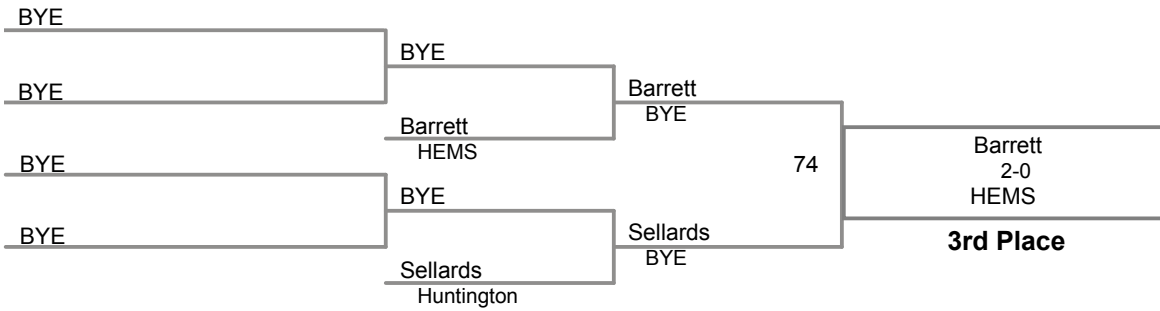 BYE
BYE
BYE
BYE
BYE
Barrett
HEMS
BYE
Sellards
Huntington
Barrett
BYE
74
Sellards
BYE
Barrett
2-0
HEMS
3rd Place